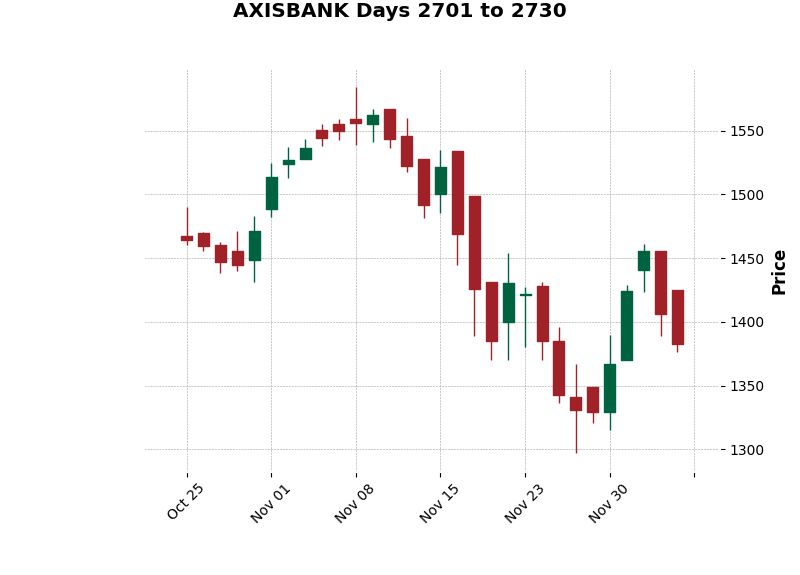 AXISBANK Days 2701 to 2730
1550
1500
1450
1400
1350
1300
Price
Oct 25
Nov 01
Nov 08
Nov 15
Nov 23
Nov 30